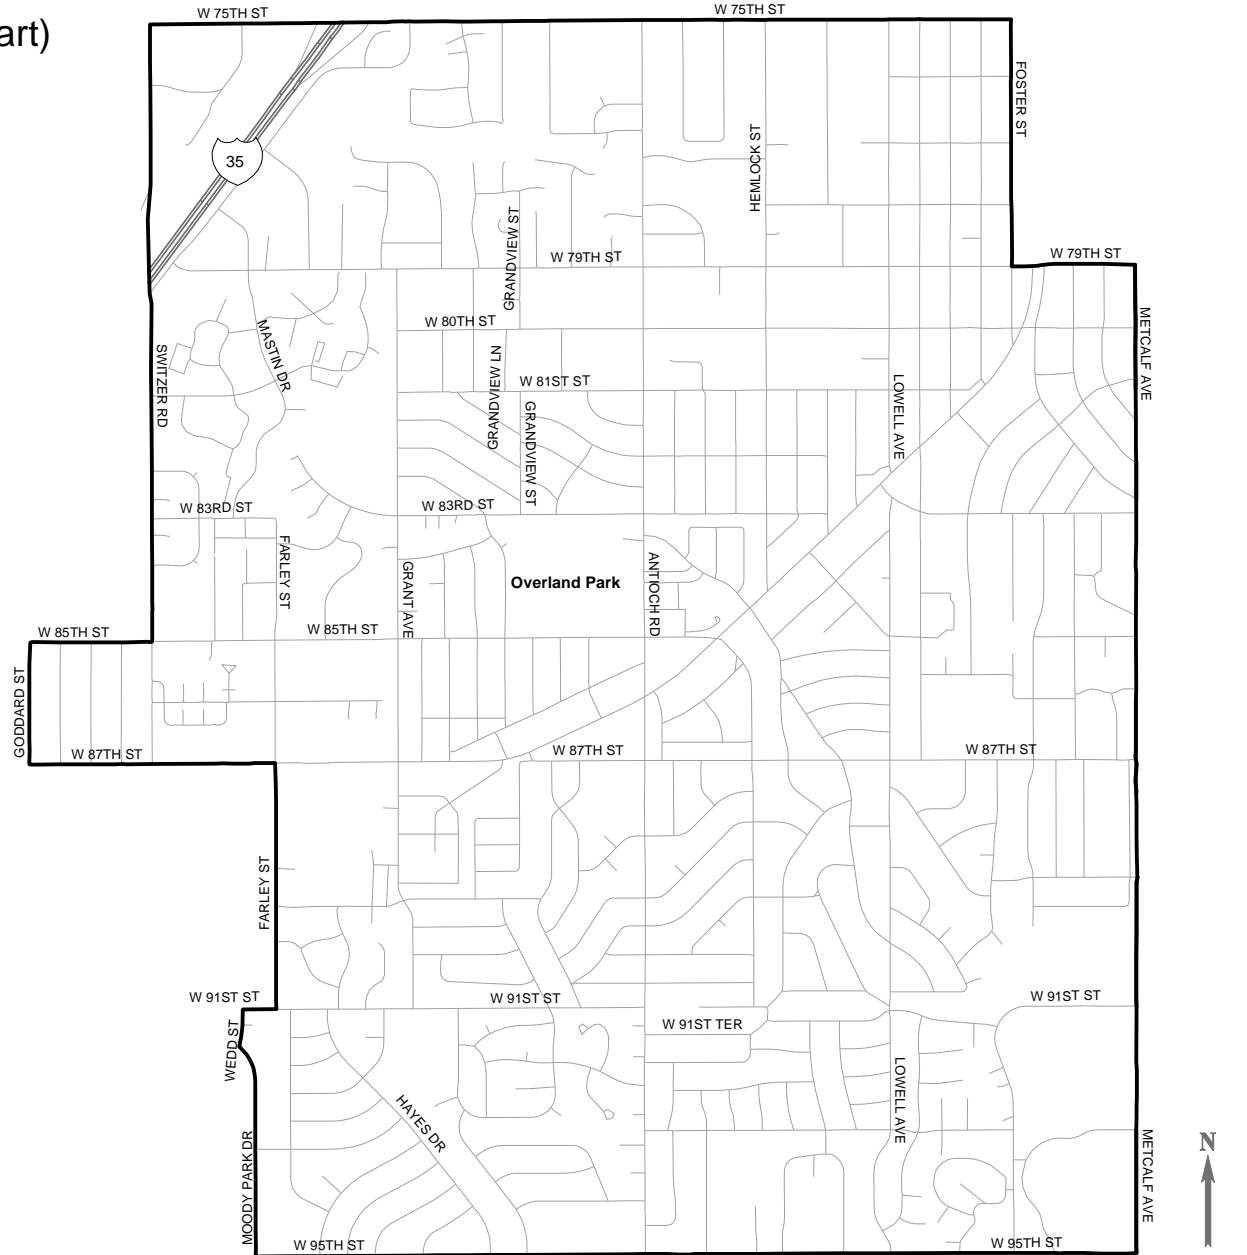 art)
W 75TH ST
W 75TH ST
FOSTER ST
35
HEMLOCK ST
GRANDVIEW ST
W 79TH ST
W 79TH ST
METCALF AVE
W 80TH ST
MASTIN DR
SWITZER RD
GRANDVIEW LN
W 81ST ST
LOWELL AVE
GRANDVIEW ST
W 83RD ST
W 83RD ST
FARLEY ST
GRANT AVE
Overland Park
ANTIOCH RD
W 85TH ST
W 85TH ST
GODDARD ST
W 87TH ST
W 87TH ST
W 87TH ST
FARLEY ST
W 91ST ST
W 91ST ST
W 91ST ST
W 91ST TER
WEDD ST
LOWELL AVE
HAYES DR
MOODY PARK DR
METCALF AVE
N
W 95TH ST
W 95TH ST